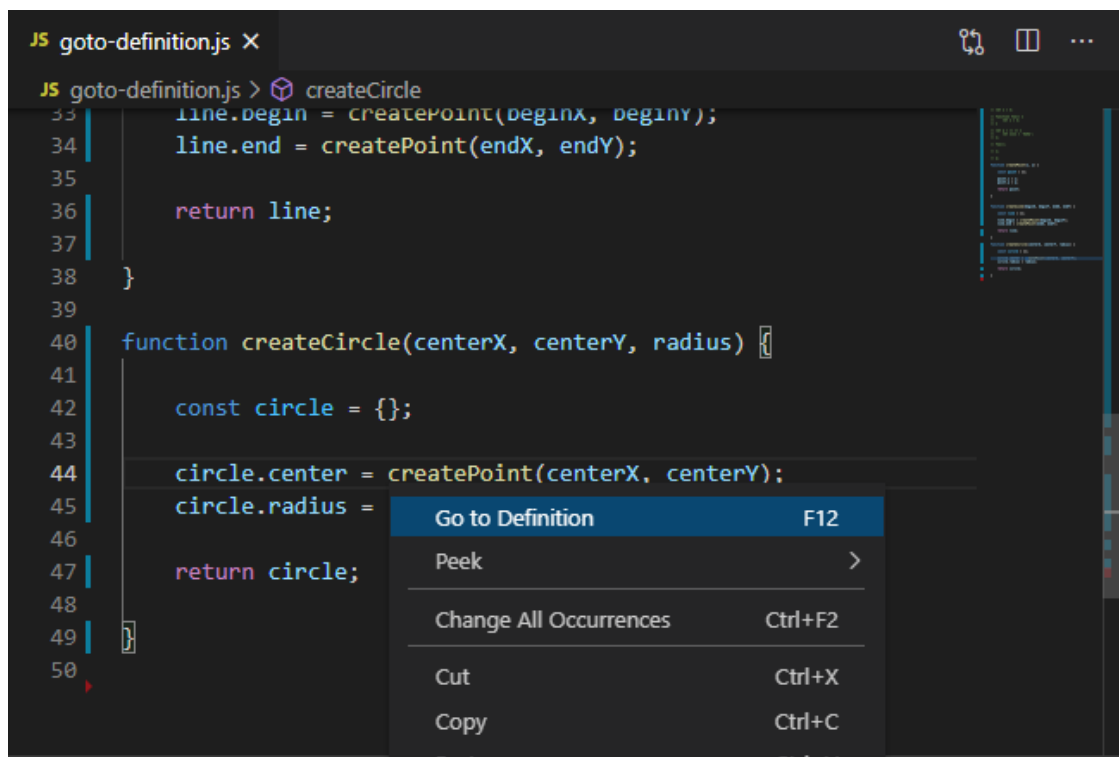 JS goto-definition.js ×
JS goto-definition.js > createCircle
33 line.begin = createPoint(beginX, beginY);
34 line.end = createPoint(endX, endY);
35
36 return line;
37
38 }
39
40 function createCircle(centerX, centerY, radius) {
41
42 const circle = {};
43
44 circle.center = createPoint(centerX, centerY);
45 circle.radius =
46
47 return circle;
48
49 }
50
Go to Definition F12
Peek >
Change All Occurrences Ctrl+F2
Cut Ctrl+X
Copy Ctrl+C